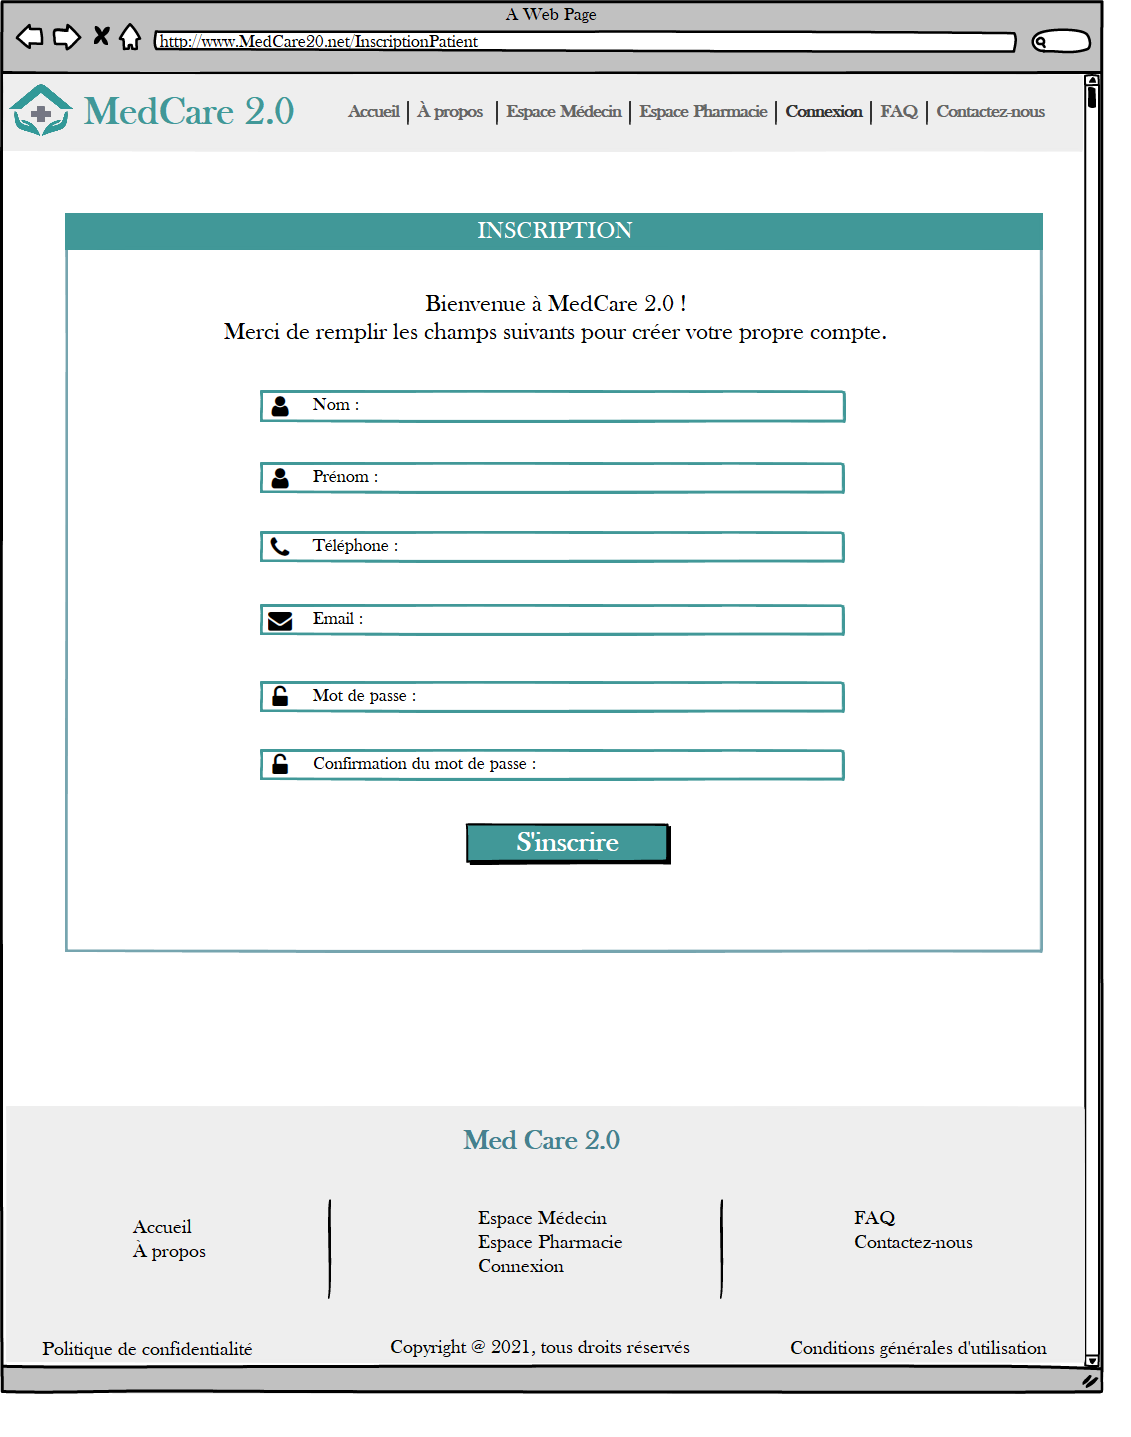 A Web Page
http://www.MedCare20.net/InscriptionPatient
MedCare 2.0
Accueil | À propos | Espace Médecin | Espace Pharmacie | Connexion | FAQ | Contactez-nous
INSCRIPTION
Bienvenue à MedCare 2.0 !
Merci de remplir les champs suivants pour créer votre propre compte.
Nom :
Prénom :
Téléphone :
Email :
Mot de passe :
Confirmation du mot de passe :
S'inscrire
Med Care 2.0
Accueil
À propos
Espace Médecin
Espace Pharmacie
Connexion
FAQ
Contactez-nous
Politique de confidentialité
Copyright @ 2021, tous droits réservés
Conditions générales d'utilisation